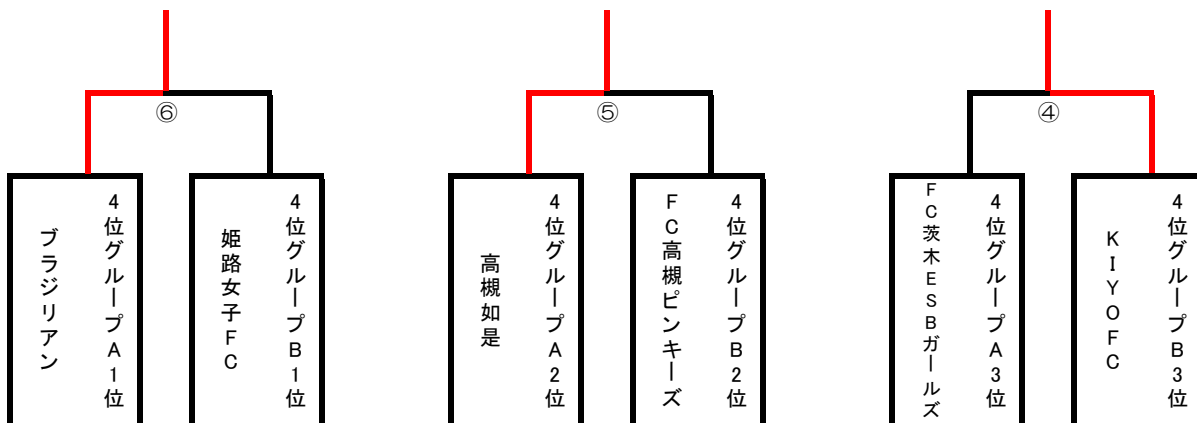 ⑥
⑤
④
4位グループA1位
ブラジリアン
4位グループB1位
姫路女子FC
4位グループA2位
高槻如是
4位グループB2位
FC高槻ピンキーズ
4位グループA3位
FC茨木ESBガールズ
4位グループB3位
KIYOFC